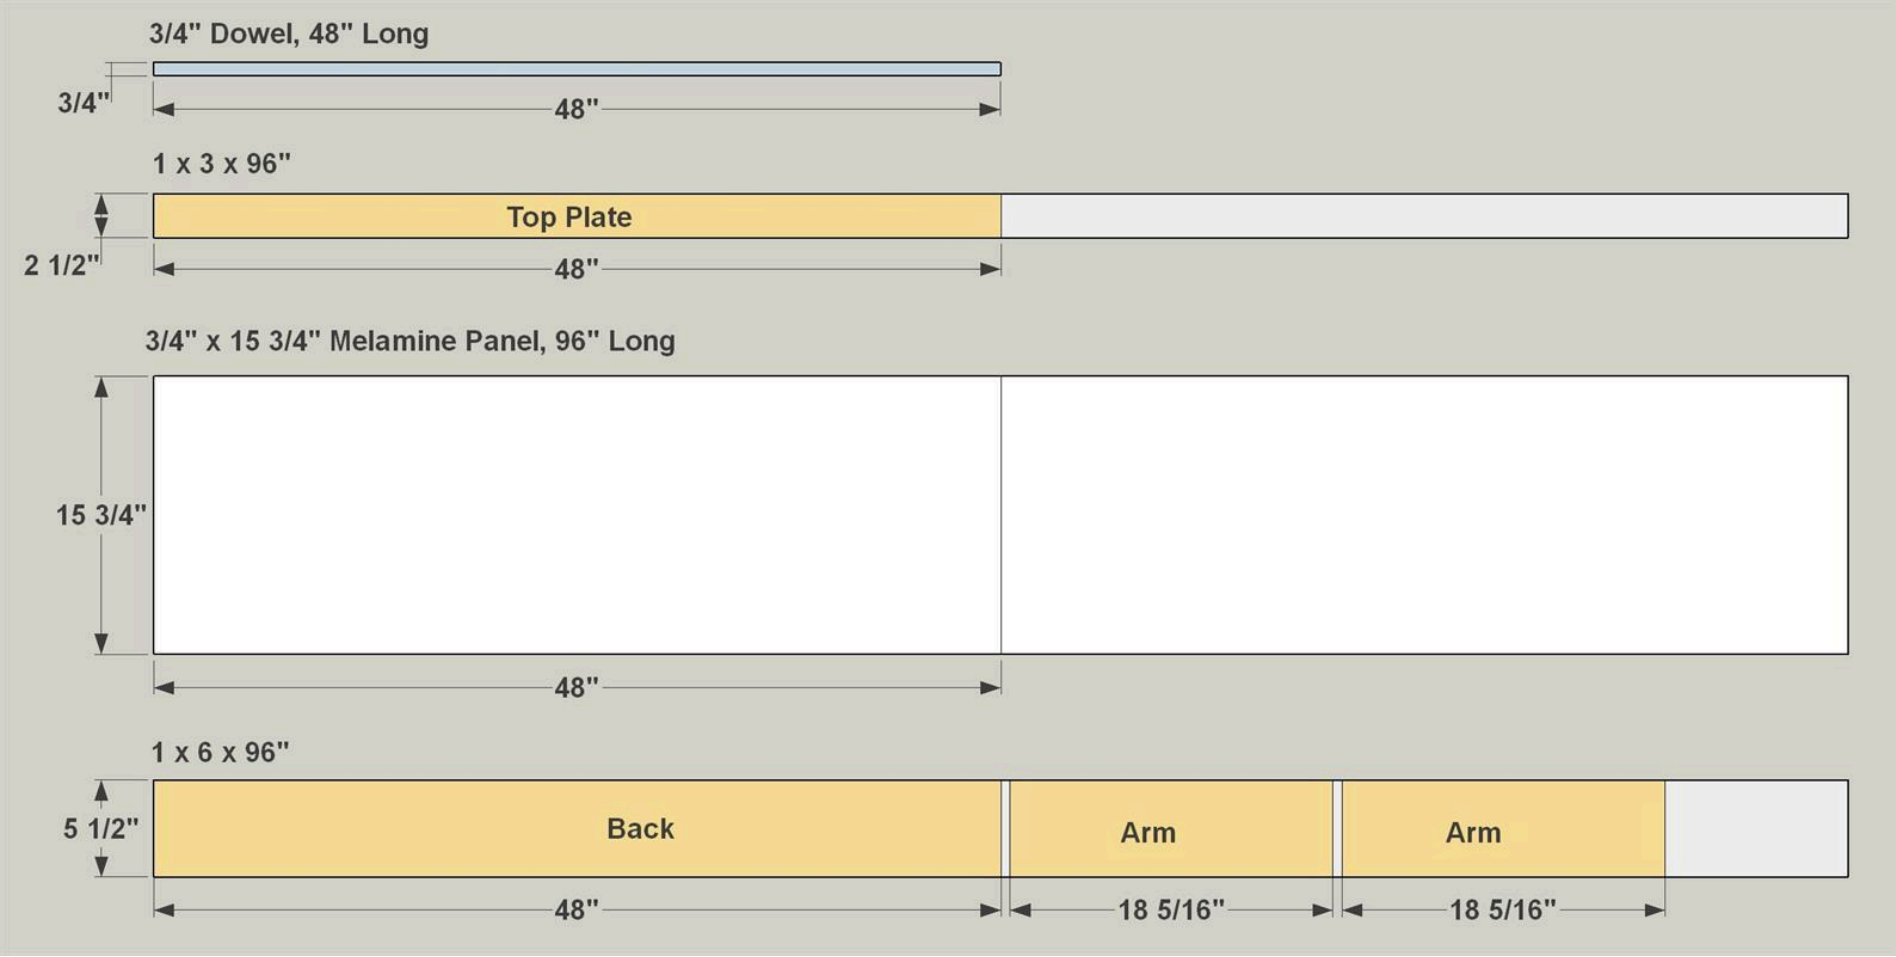 3/4" Dowel, 48" Long
3/4"
48"
1 x 3 x 96"
Top Plate
2 1/2"
48"
3/4" x 15 3/4" Melamine Panel, 96" Long
15 3/4"
48"
1 x 6 x 96"
5 1/2"
Back
Arm
Arm
48"
18 5/16"
18 5/16"